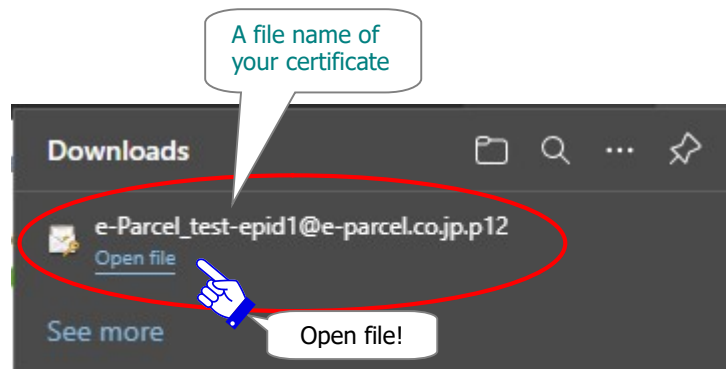 A file name of
your certificate
Downloads
e-Parcel_test-epid1@e-parcel.co.jp.p12
Open file
See more
Open file!